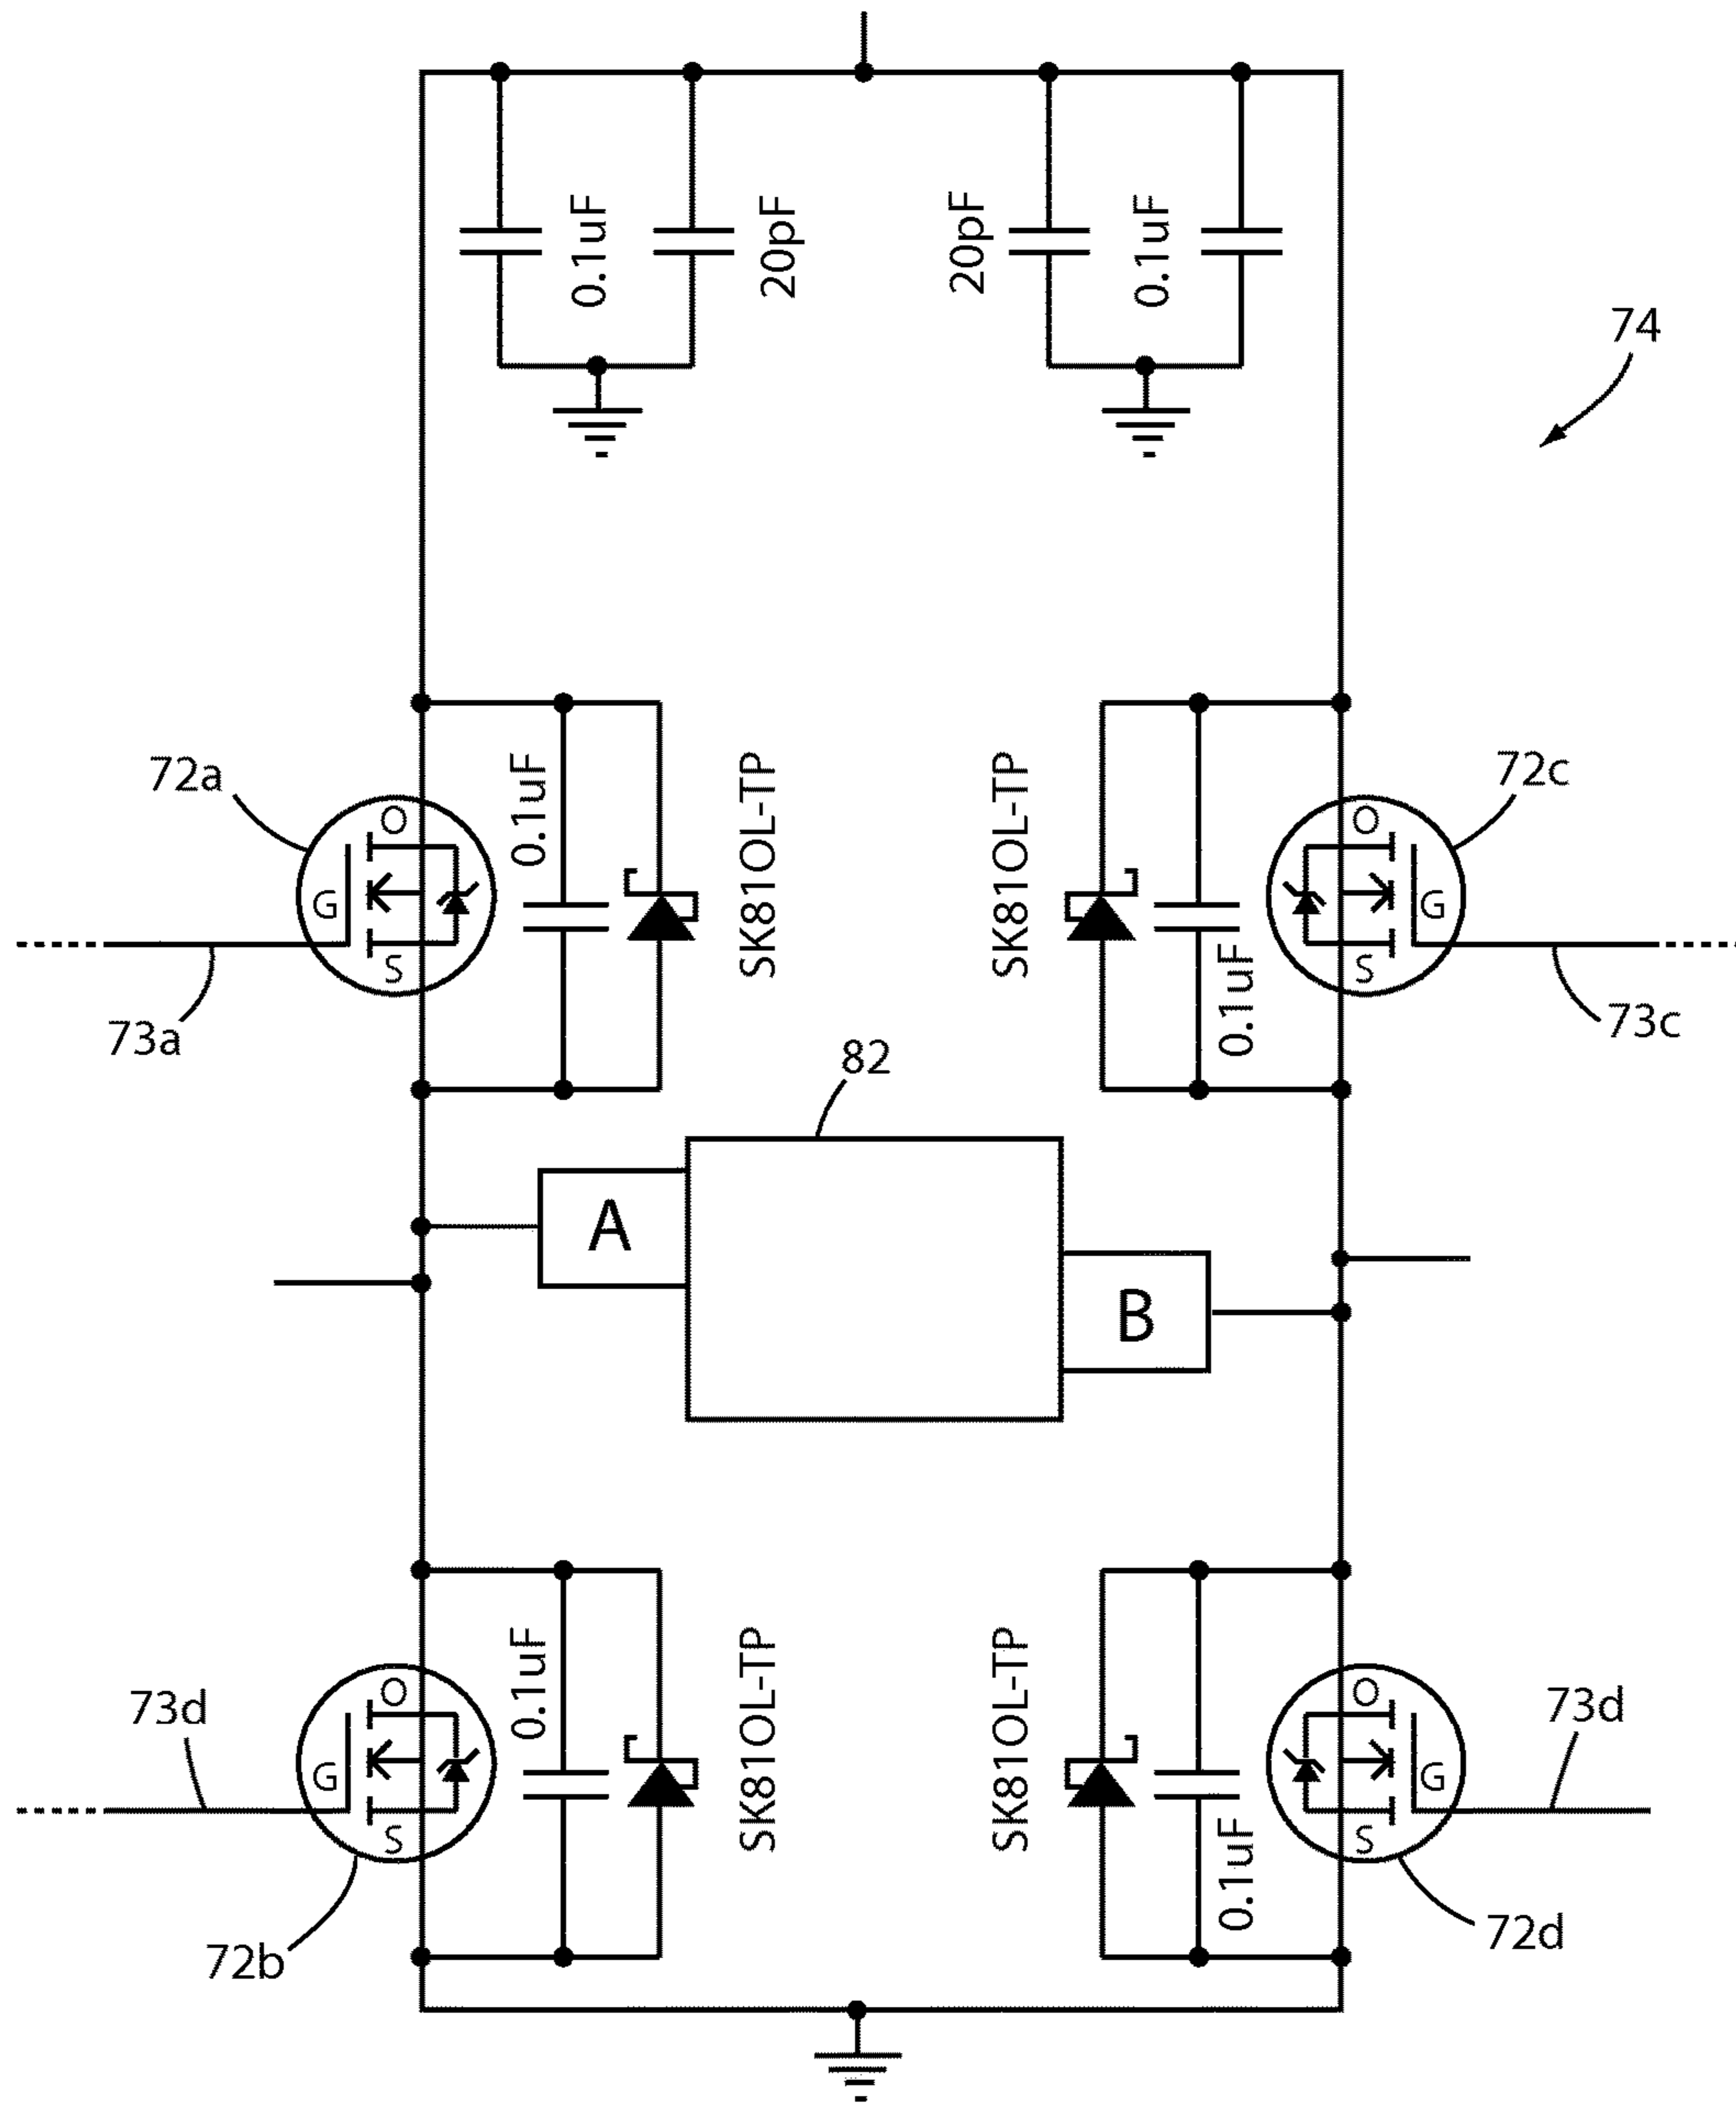 0.1uF
20pF
20pF
0.1uF
74
72a
O
G
S
73a
0.1uF
SK81OL-TP
SK81OL-TP
0.1uF
72c
O
G
S
73c
82
A
B
73d
O
G
S
72b
0.1uF
SK81OL-TP
SK81OL-TP
0.1uF
73d
O
G
S
72d